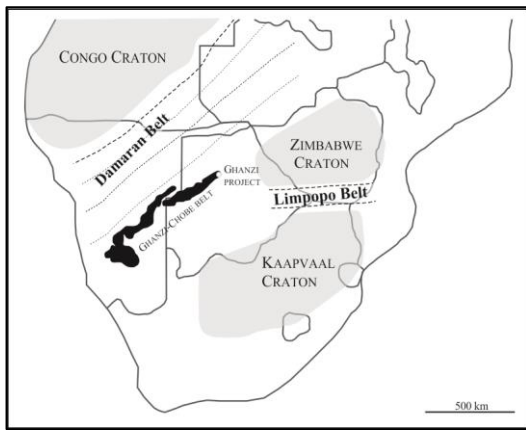 CONGO CRATON
Damaran Belt
ZIMBABWE
CRATON
GHANZI
PROJECT
Limpopo Belt
GHANZI-CHOBE BELT
KAAPVAAL
CRATON
500 km